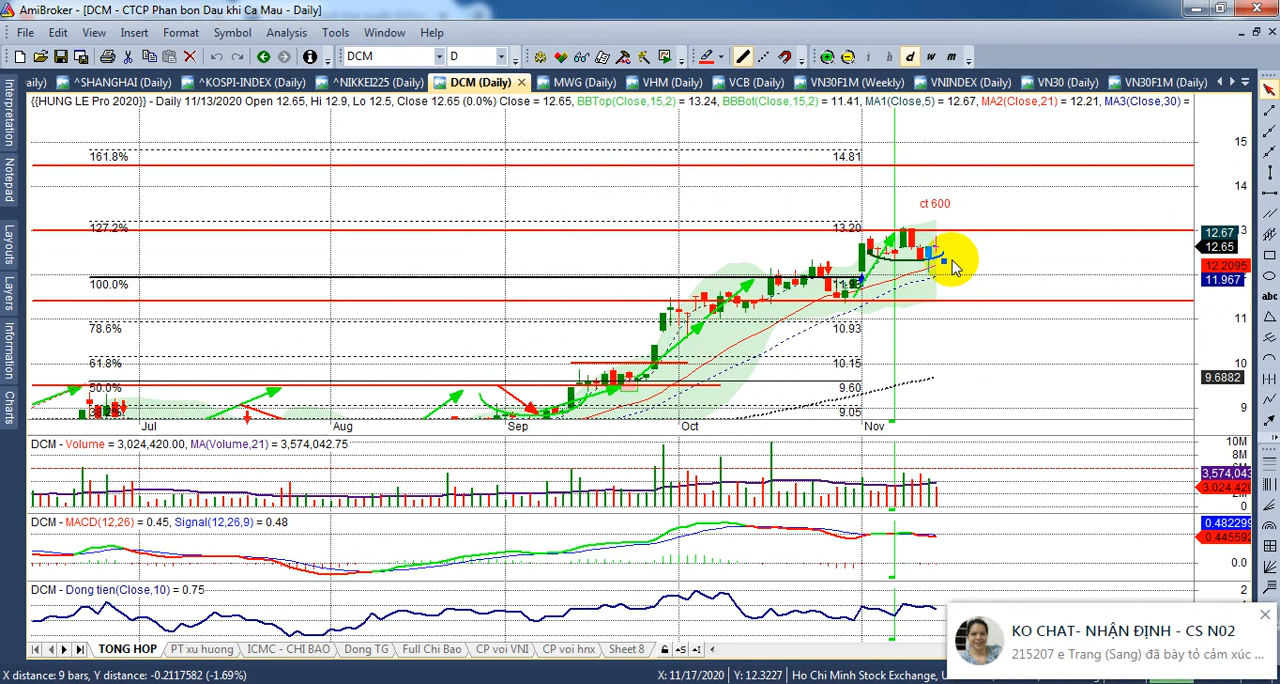 AmiBroker - [DCM - CTCP Phan bon Dau khi Ca Mau - Daily]
File Edit View Insert Format Symbol Analysis Tools Window Help
DCM D i h d w m
aily) ^SHANGHAI (Daily) ^KOSPI-INDEX (Daily) ^NIKKEI225 (Daily) DCM (Daily) MWG (Daily) VHM (Daily) VCB (Daily) VN30F1M (Weekly) VNINDEX (Daily) VN30 (Daily) VN30F1M (Daily)
{{HUNG LE Pro 2020}} - Daily 11/13/2020 Open 12.65, Hi 12.9, Lo 12.5, Close 12.65 (0.0%) Close = 12.65, BBTop(Close,15,2) = 13.24, BBBot(Close,15,2) = 11.41, MA1(Close,5) = 12.67, MA2(Close,21) = 12.21, MA3(Close,30) =
Interpretation
Notepad
Layouts
Layers
Information
Charts
abc
161.8% 14.81
ct 600
127.2% 13.20
100.0%
78.6% 10.93
61.8% 10.15
50.0% 9.60
9.05
15
14
12.67
12.65
12.2095
11.967
11
10
9.6882
9
Jul Aug Sep Oct Nov
DCM - Volume = 3,024,420.00, MA(Volume,21) = 3,574,042.75
10M
8M
6M
3,574,043
3,024,420
DCM - MACD(12,26) = 0.45, Signal(12,26,9) = 0.48
0.482299
0.445592
0.0
DCM - Dong tien(Close,10) = 0.75
2
KO CHAT- NHẬN ĐỊNH - CS N02
215207 e Trang (Sang) đã bày tỏ cảm xúc ...
TONG HOP PT xu huong ICMS - CHI BAO Dong TG Full Chi Bao CP voi VNI CP voi hnx Sheet 8
X distance: 9 bars, Y distance: -0.2117582 (-1.69%) X: 11/17/2020 Y: 12.3227 Ho Chi Minh Stock Exchange,